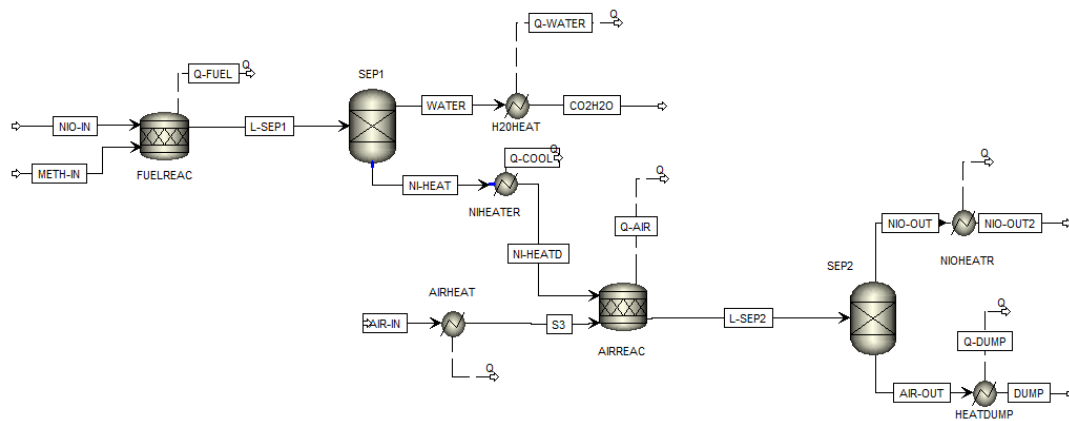 Q-WATER
Q
Q-FUEL
Q
SEP1
WATER
CO2H2O
H20HEAT
NIO-IN
L-SEP1
METH-IN
FUELREAC
Q-COOL
Q
NI-HEAT
NIHEATER
Q
Q-AIR
Q
NIO-OUT
NIO-OUT2
NIOHEATR
NI-HEATD
SEP2
AIRHEAT
AIR-IN
S3
L-SEP2
AIRREAC
Q
Q
Q-DUMP
AIR-OUT
DUMP
HEATDUMP